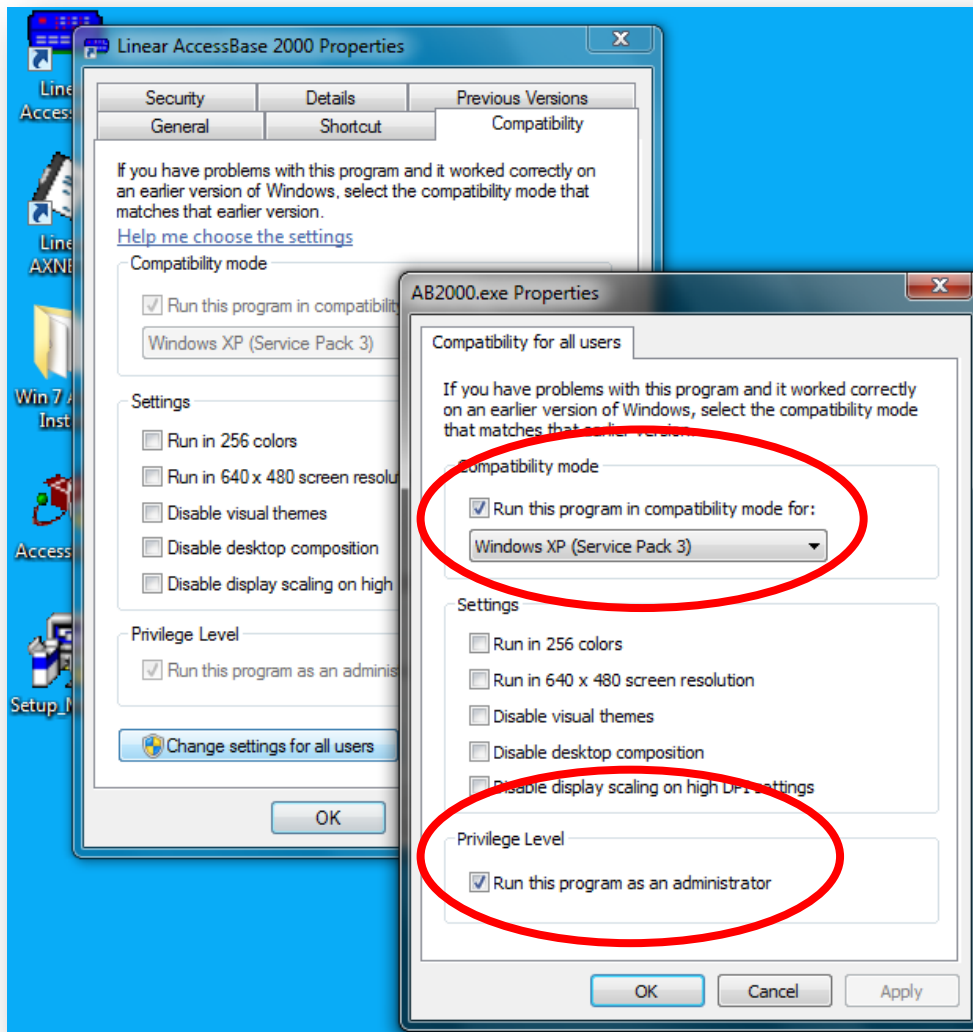 Linear AccessBase 2000 Properties
Security Details Previous Versions
General Shortcut Compatibility
If you have problems with this program and it worked correctly on
an earlier version of Windows, select the compatibility mode that
matches that earlier version.
Help me choose the settings
Compatibility mode
Run this program in compatibility
Windows XP (Service Pack 3)
Settings
Run in 256 colors
Run in 640 x 480 screen resolu
Disable visual themes
Disable desktop composition
Disable display scaling on high
Privilege Level
Run this program as an adminis
Change settings for all users
OK
AB2000.exe Properties
Compatibility for all users
If you have problems with this program and it worked correctly
on an earlier version of Windows, select the compatibility mode
that matches that earlier version.
Compatibility mode
Run this program in compatibility mode for:
Windows XP (Service Pack 3)
Settings
Run in 256 colors
Run in 640 x 480 screen resolution
Disable visual themes
Disable desktop composition
Disable display scaling on high DPI settings
Privilege Level
Run this program as an administrator
OK Cancel Apply
Line
Access
Line
AXNE
Win 7
Inst
Access
Setup_